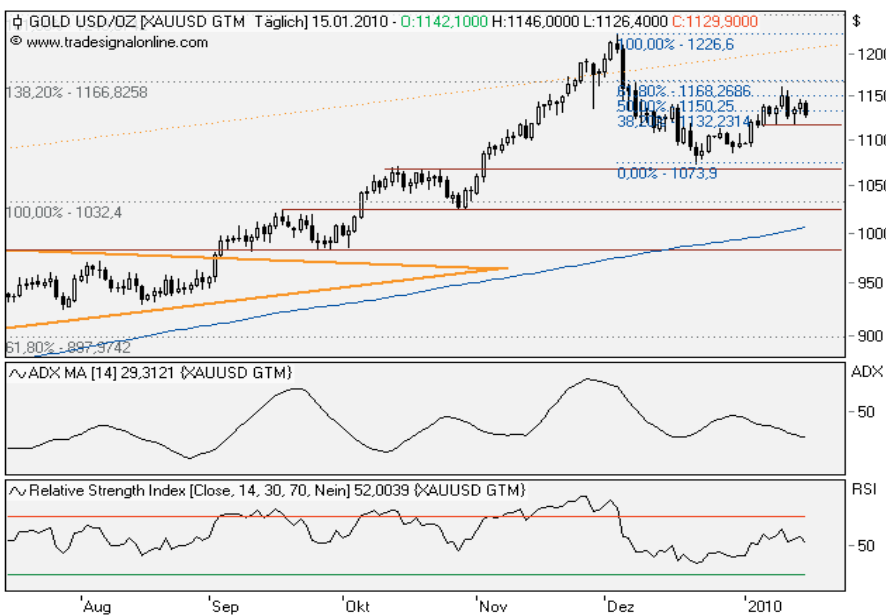 GOLD USD/OZ [XAUUSD GTM Täglich] 15.01.2010 - O:1142,1000 H:1146,0000 L:1126,4000 C:1129,9000
$
© www.tradesignalonline.com
100,00% - 1226,6
1200
138,20% - 1166,8258
61,80% - 1168,2686
1150
50,00% - 1150,25
38,20% - 1132,2314
1100
0,00% - 1073,9
1050
100,00% - 1032,4
1000
950
61,80% - 897,9742
900
ADX MA [14] 29,3121 {XAUUSD GTM}
ADX
50
Relative Strength Index [Close, 14, 30, 70, Nein] 52,0039 {XAUUSD GTM}
RSI
50
Aug Sep Okt Nov Dez 2010